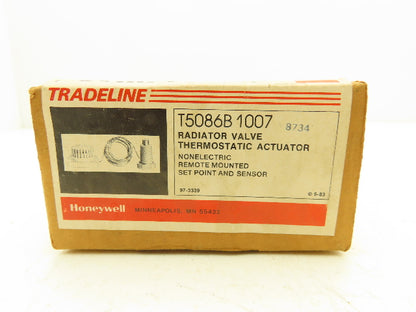 TRADELINE
T5086B 1007 8734
RADIATOR VALVE
THERMOSTATIC ACTUATOR
NONELECTRIC
REMOTE MOUNTED
SET POINT AND SENSOR
97-3339
© 6-83
Honeywell MINNEAPOLIS, MN 55422